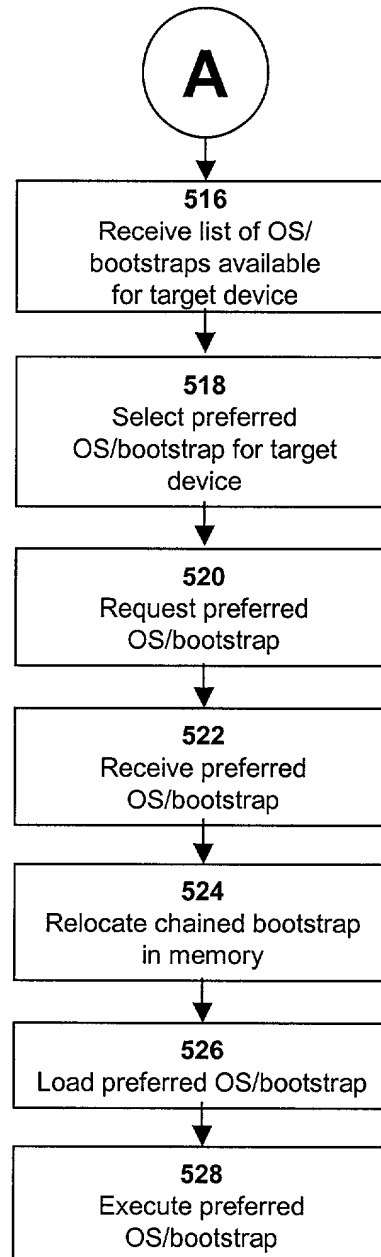 A
516
Receive list of OS/
bootstraps available
for target device
518
Select preferred
OS/bootstrap for target
device
520
Request preferred
OS/bootstrap
522
Receive preferred
OS/bootstrap
524
Relocate chained bootstrap
in memory
526
Load preferred OS/bootstrap
528
Execute preferred
OS/bootstrap